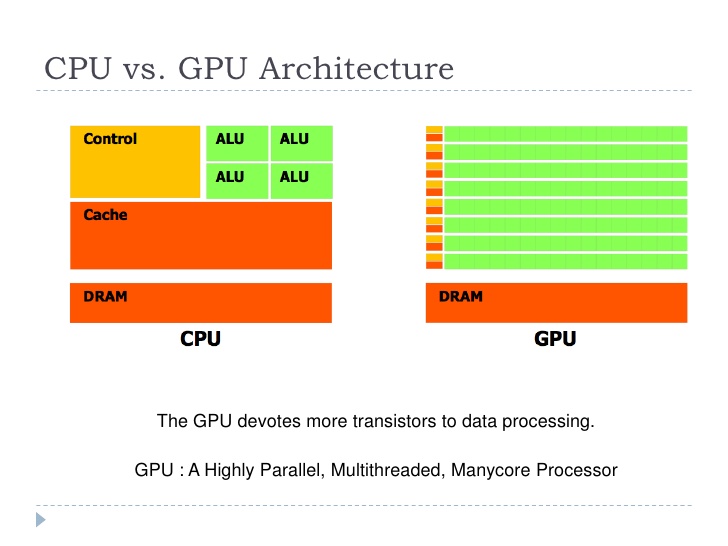 CPU vs. GPU Architecture
Control
ALU ALU
ALU ALU
Cache
DRAM
CPU
DRAM
GPU
The GPU devotes more transistors to data processing.
GPU : A Highly Parallel, Multithreaded, Manycore Processor